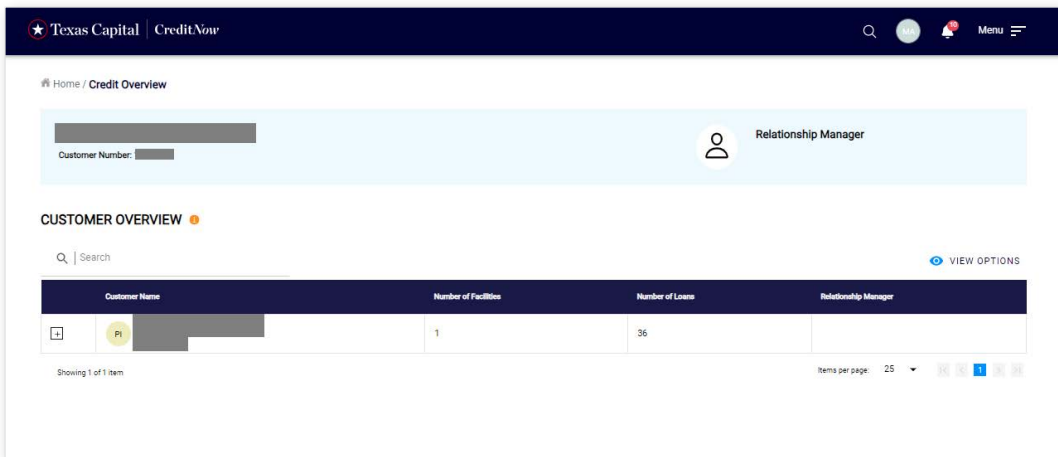 Texas Capital | CreditNow
MA
10
Menu
Home / Credit Overview
Customer Number:
Relationship Manager
CUSTOMER OVERVIEW
Search
VIEW OPTIONS
Customer Name Number of Facilities Number of Loans Relationship Manager
PI 1 36
Showing 1 of 1 item
Items per page: 25 1